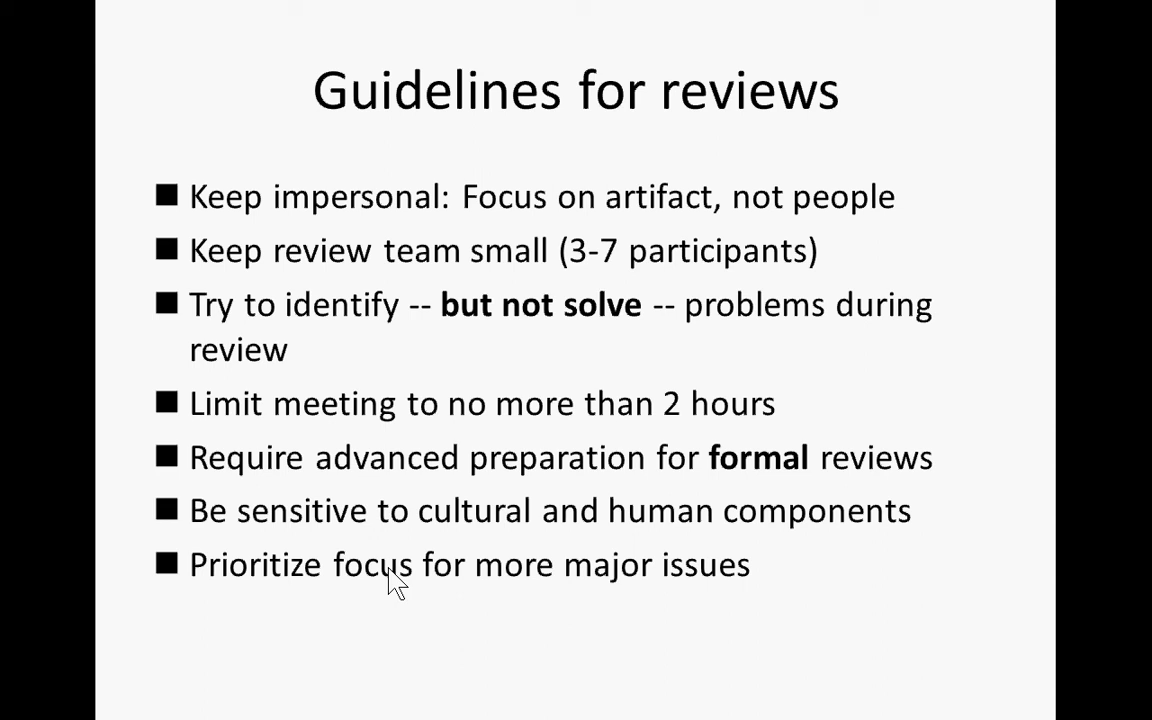 Guidelines for reviews
Keep impersonal: Focus on artifact, not people
Keep review team small (3-7 participants)
Try to identify -- but not solve -- problems during
review
Limit meeting to no more than 2 hours
Require advanced preparation for formal reviews
Be sensitive to cultural and human components
Prioritize focus for more major issues